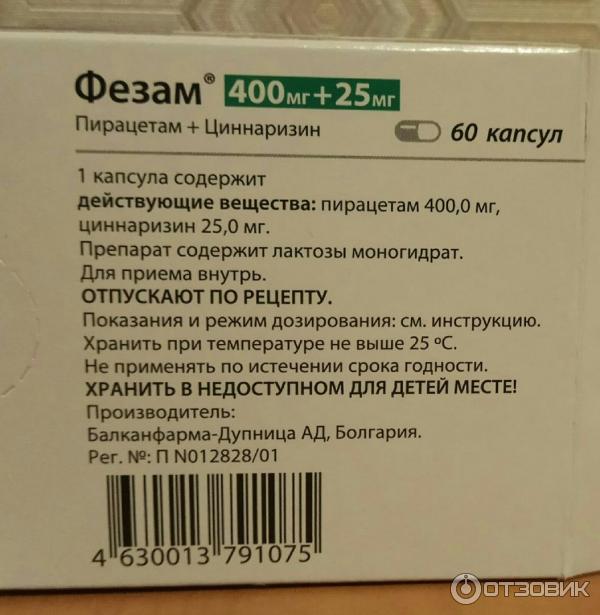 Фезам® 400мг+25мг
Пирацетам + Циннаризин 60 капсул
1 капсула содержит
действующие вещества: пирацетам 400,0 мг,
циннаризин 25,0 мг.
Препарат содержит лактозы моногидрат.
Для приема внутрь.
ОТПУСКАЮТ ПО РЕЦЕПТУ.
Показания и режим дозирования: см. инструкцию.
Хранить при температуре не выше 25 ºС.
Не применять по истечении срока годности.
ХРАНИТЬ В НЕДОСТУПНОМ ДЛЯ ДЕТЕЙ МЕСТЕ!
Производитель:
Балканфарма-Дупница АД, Болгария.
Рег. №: П N012828/01
4 630013 791075
ОТЗОВИК